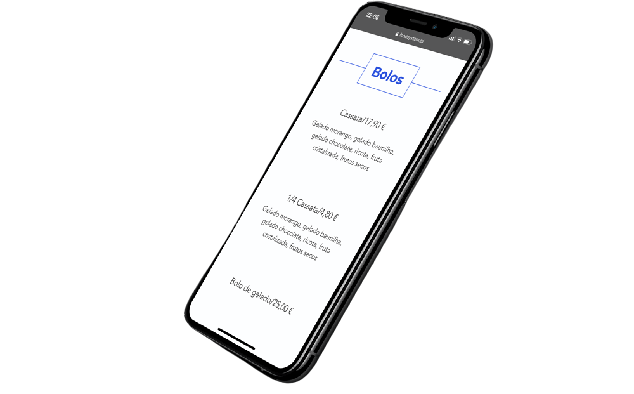 Bolos
Cassata/17,90 €
Gelado morango, gelado baunilha,
gelado chocolate, ricota, fruta
cristalizada, frutos secos
1/4 Cassata/4,80 €
Gelado morango, gelado baunilha,
gelado chocolate, ricota, fruta
cristalizada, frutos secos
Bolo de gelado/25,00 €